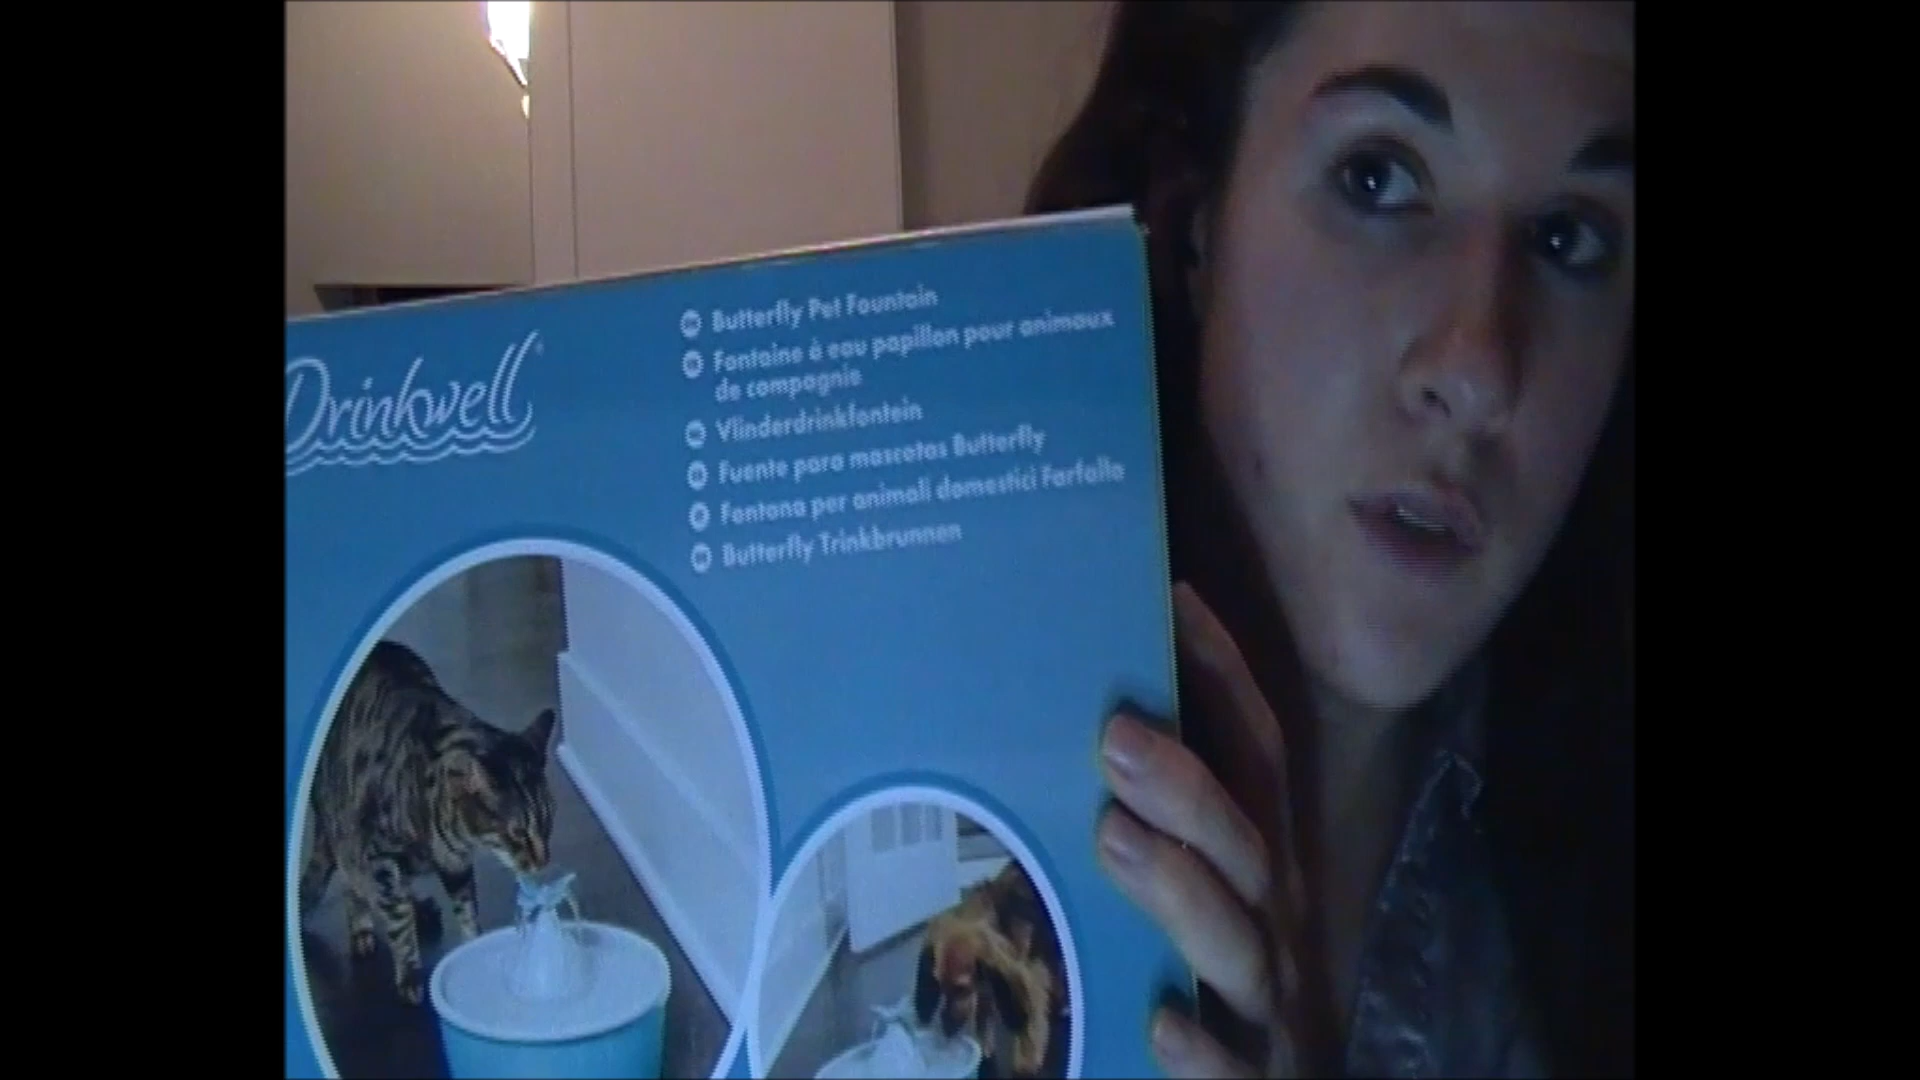 Drinkwell
Butterfly Pet Fountain
Fontaine à eau papillon pour animaux
de compagnie
Vlinderdrinkfontein
Fuente para mascotas Butterfly
Fontana per animali domestici Farfalla
Butterfly Trinkbrunnen